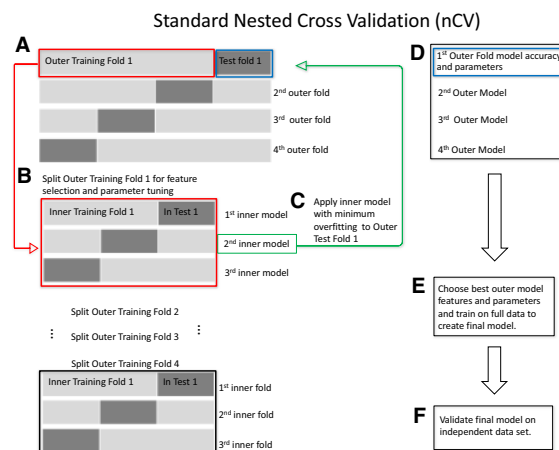 Standard Nested Cross Validation (nCV)
A
Outer Training Fold 1
Test fold 1
2nd outer fold
3rd outer fold
4th outer fold
B
Split Outer Training Fold 1 for feature
selection and parameter tuning
Inner Training Fold 1
In Test 1
1st inner model
2nd inner model
3rd inner model
C
Apply inner model
with minimum
overfitting to Outer
Test Fold 1
Split Outer Training Fold 2
Split Outer Training Fold 3
Split Outer Training Fold 4
Inner Training Fold 1
In Test 1
1st inner fold
2nd inner fold
3rd inner fold
D
1st Outer Fold model accuracy
and parameters
2nd Outer Model
3rd Outer Model
4th Outer Model
E
Choose best outer model
features and parameters
and train on full data to
create final model.
F
Validate final model on
independent data set.